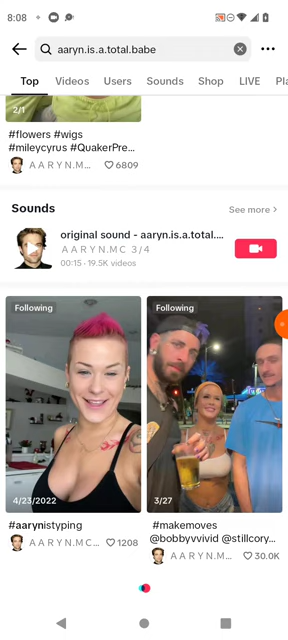 8:08
aaryn.is.a.total.babe
Top Videos Users Sounds Shop LIVE Pla
2/1
#flowers #wigs
#mileycyrus #QuakerPre...
A A R Y N.M... 6809
Sounds
See more >
original sound - aaryn.is.a.total....
A A R Y N.MC 3/4
00:15 · 19.5K videos
Following
4/23/2022
#aarynistyping
A A R Y N.M C... 1208
Following
3/27
#makemoves
@bobbyvvivid @stillcory...
A A R Y N.M... 30.0K